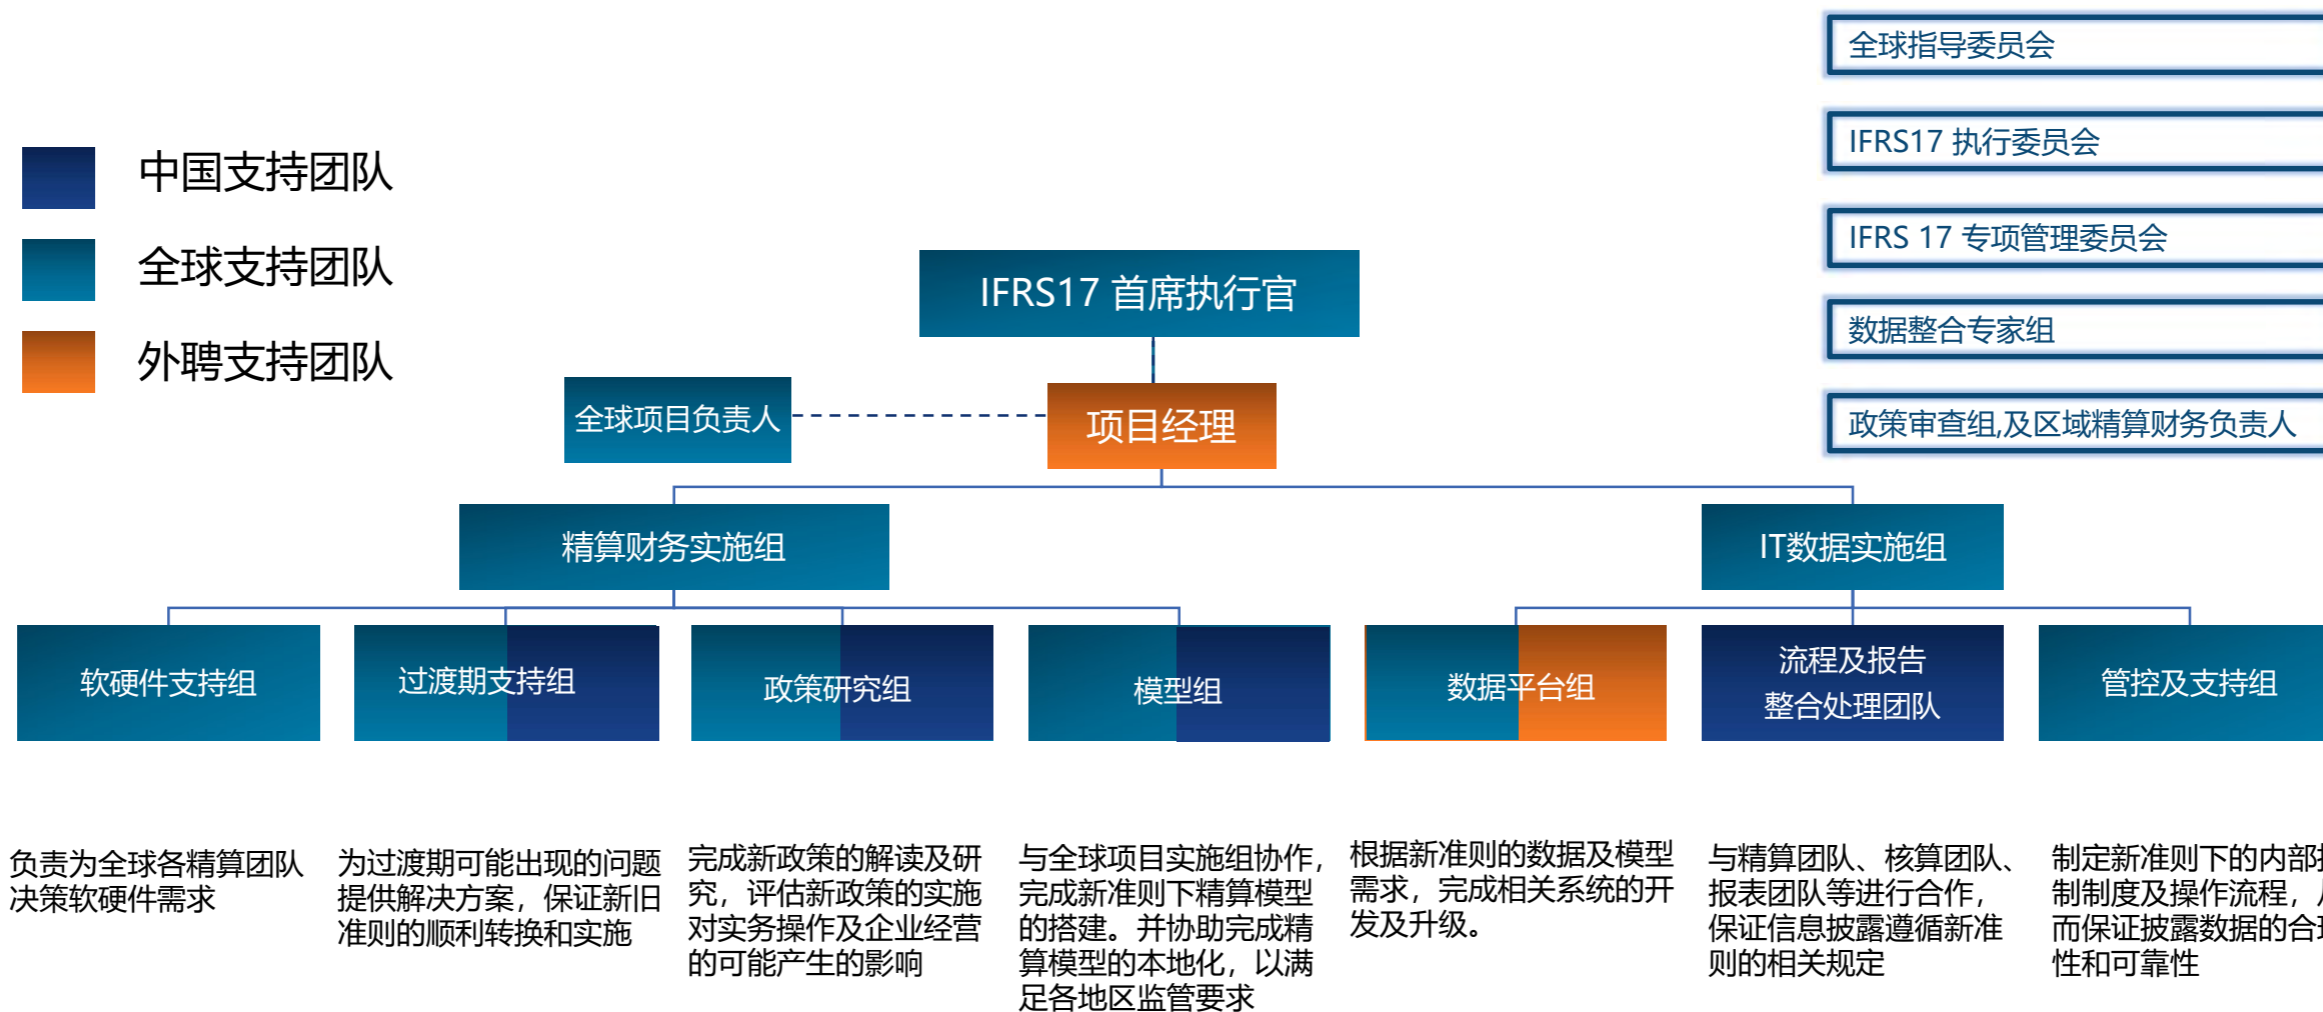 全球指导委员会
IFRS17 执行委员会
IFRS 17 专项管理委员会
数据整合专家组
政策审查组,及区域精算财务负责人
中国支持团队
全球支持团队
外聘支持团队
IFRS17 首席执行官
全球项目负责人
项目经理
精算财务实施组
IT数据实施组
软硬件支持组
过渡期支持组
政策研究组
模型组
数据平台组
流程及报告
整合处理团队
管控及支持组
负责为全球各精算团队
决策软硬件需求
为过渡期可能出现的问题
提供解决方案，保证新旧
准则的顺利转换和实施
完成新政策的解读及研
究，评估新政策的实施
对实务操作及企业经营
的可能产生的影响
与全球项目实施组协作，
完成新准则下精算模型
的搭建。并协助完成精
算模型的本地化，以满
足各地区监管要求
根据新准则的数据及模型
需求，完成相关系统的开
发及升级。
与精算团队、核算团队、
报表团队等进行合作，
保证信息披露遵循新准
则的相关规定
制定新准则下的内部
制制度及操作流程，
而保证披露数据的合
性和可靠性